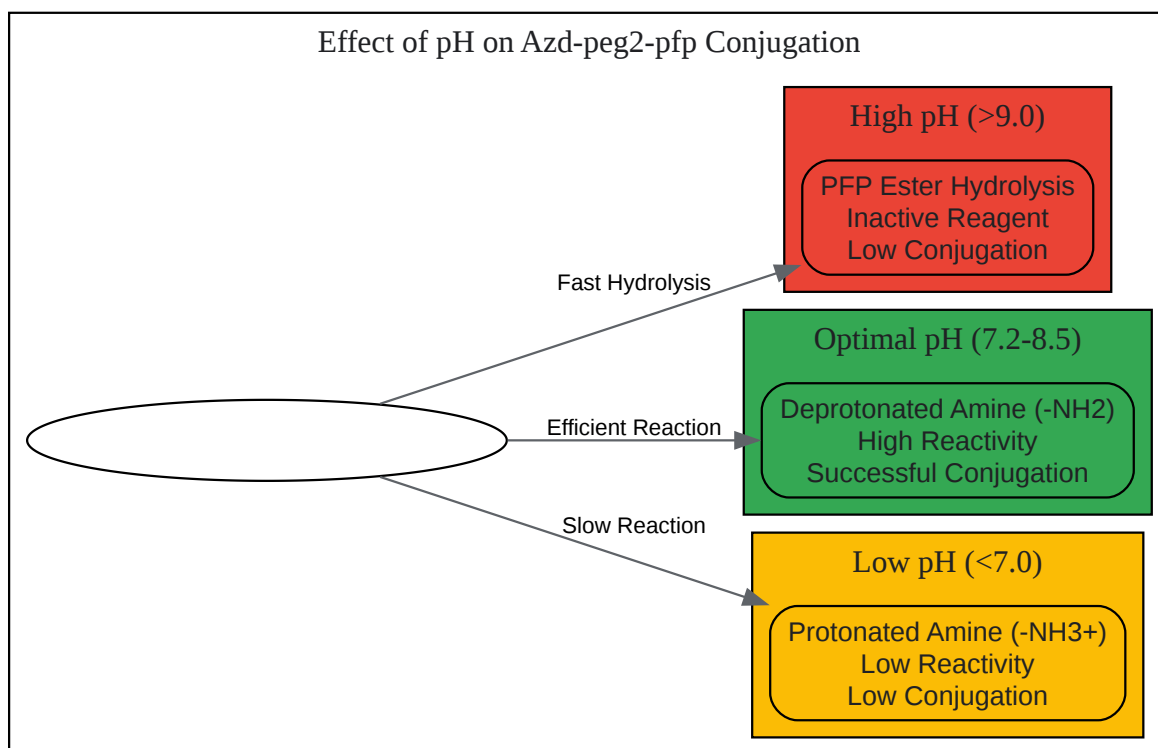 Effect of pH on Azd-peg2-pfp Conjugation
High pH (>9.0)
PFP Ester Hydrolysis
Inactive Reagent
Low Conjugation
Fast Hydrolysis
Optimal pH (7.2-8.5)
Deprotonated Amine (-NH2)
High Reactivity
Successful Conjugation
Efficient Reaction
Slow Reaction
Low pH (<7.0)
Protonated Amine (-NH3+)
Low Reactivity
Low Conjugation